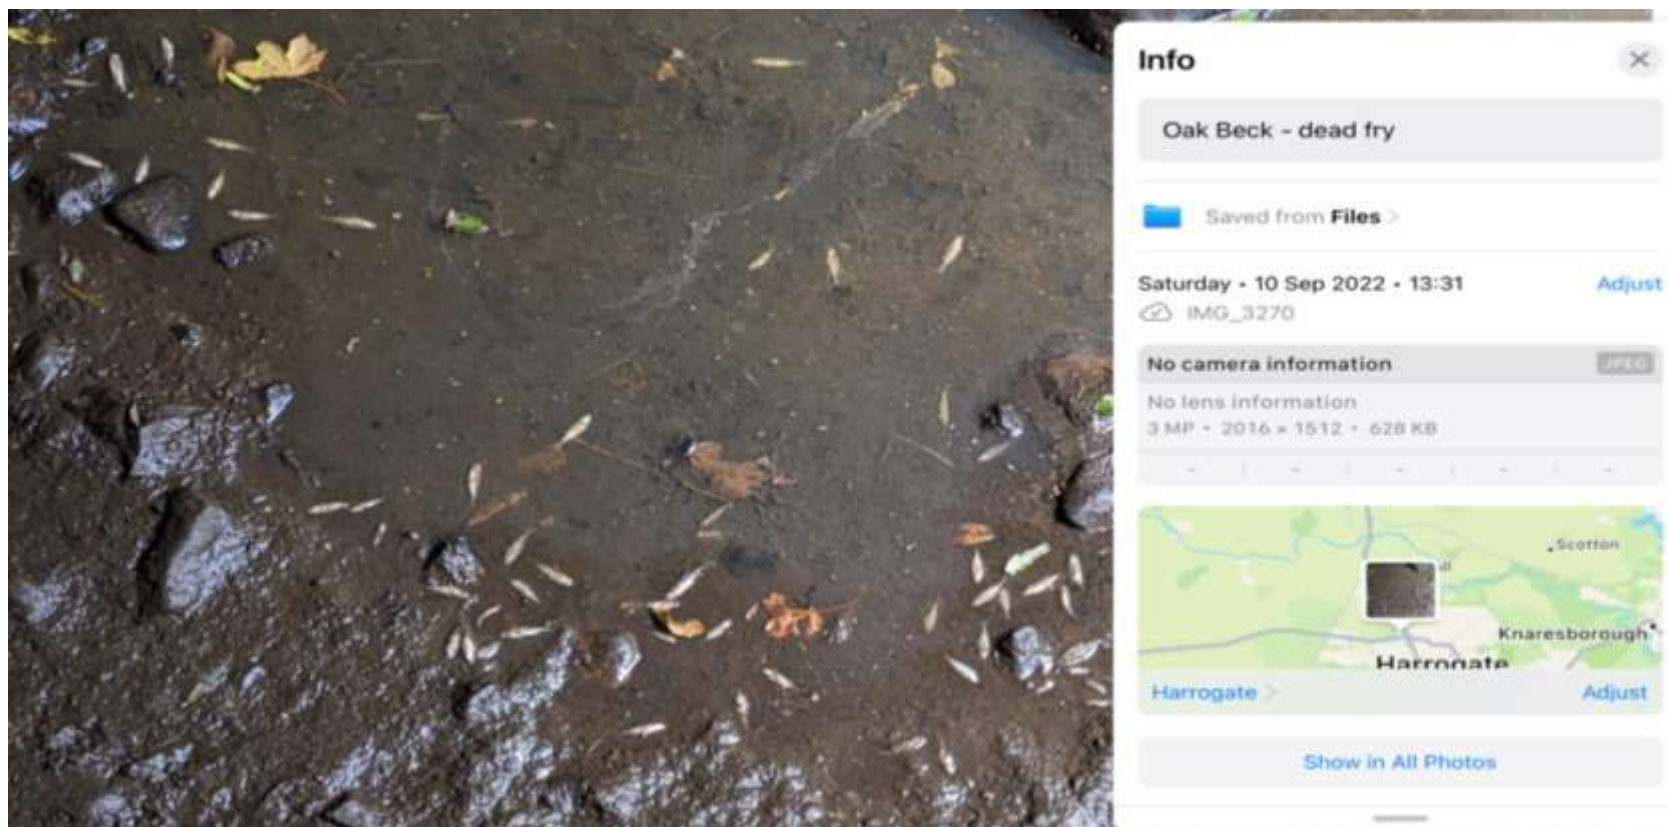 Info
Oak Beck - dead fry
Saved from Files >
Saturday • 10 Sep 2022 • 13:31
Adjust
IMG_3270
No camera information
JPEG
No lens information
3 MP • 2016 × 1512 • 628 KB
Scotton
Knaresborough
Harrogate
Harrogate >
Adjust
Show in All Photos